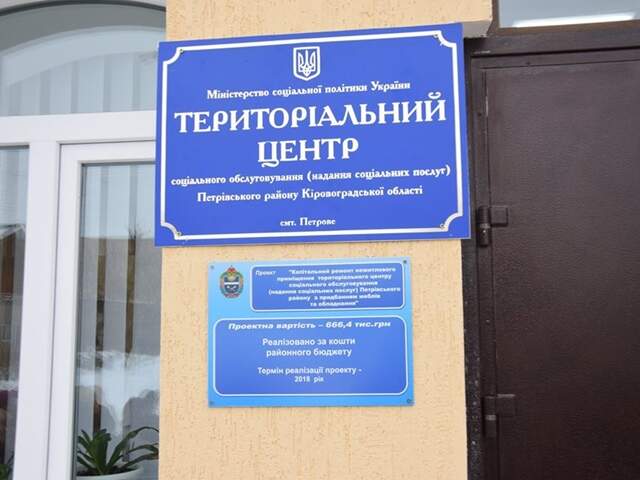 Міністерство соціальної політики України
ТЕРИТОРІАЛЬНИЙ
ЦЕНТР
соціального обслуговування (надання соціальних послуг)
Петрівського району Кіровоградської області
смт. Петрове
Проект "Капітальний ремонт нежитлового
приміщення територіального центру
соціального обслуговування
(надання соціальних послуг) Петрівського
району з придбанням меблів
та обладнання"
Проектна вартість – 666,4 тис.грн
Реалізовано за кошти
районного бюджету
Термін реалізації проекту -
2018 рік